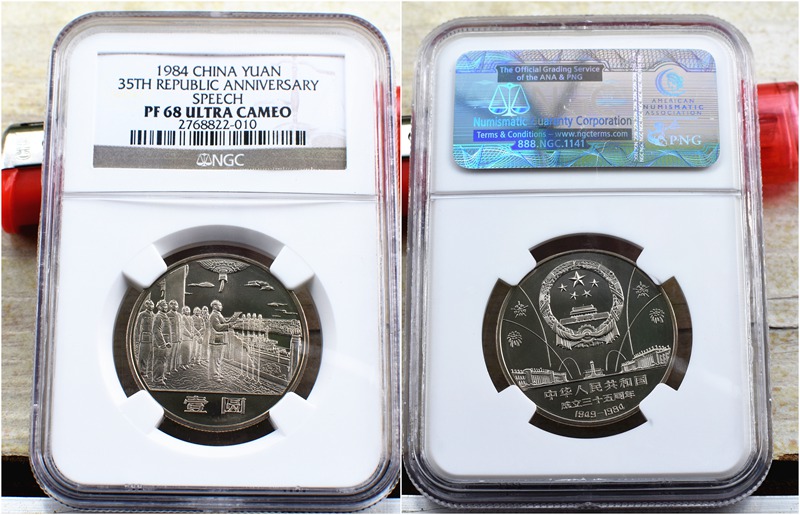 1984 CHINA YUAN
35TH REPUBLIC ANNIVERSARY
SPEECH
PF 68 ULTRA CAMEO
2768822-010
NGC
壹圓
The Official Grading Service
of the ANA & PNG
Numismatic Guaranty Corporation
Terms & Conditions – www.ngcterms.com
888.NGC.1141
AMERICAN
NUMISMATIC
ASSOCIATION
PNG
中华人民共和国
成立三十五周年
1949-1984